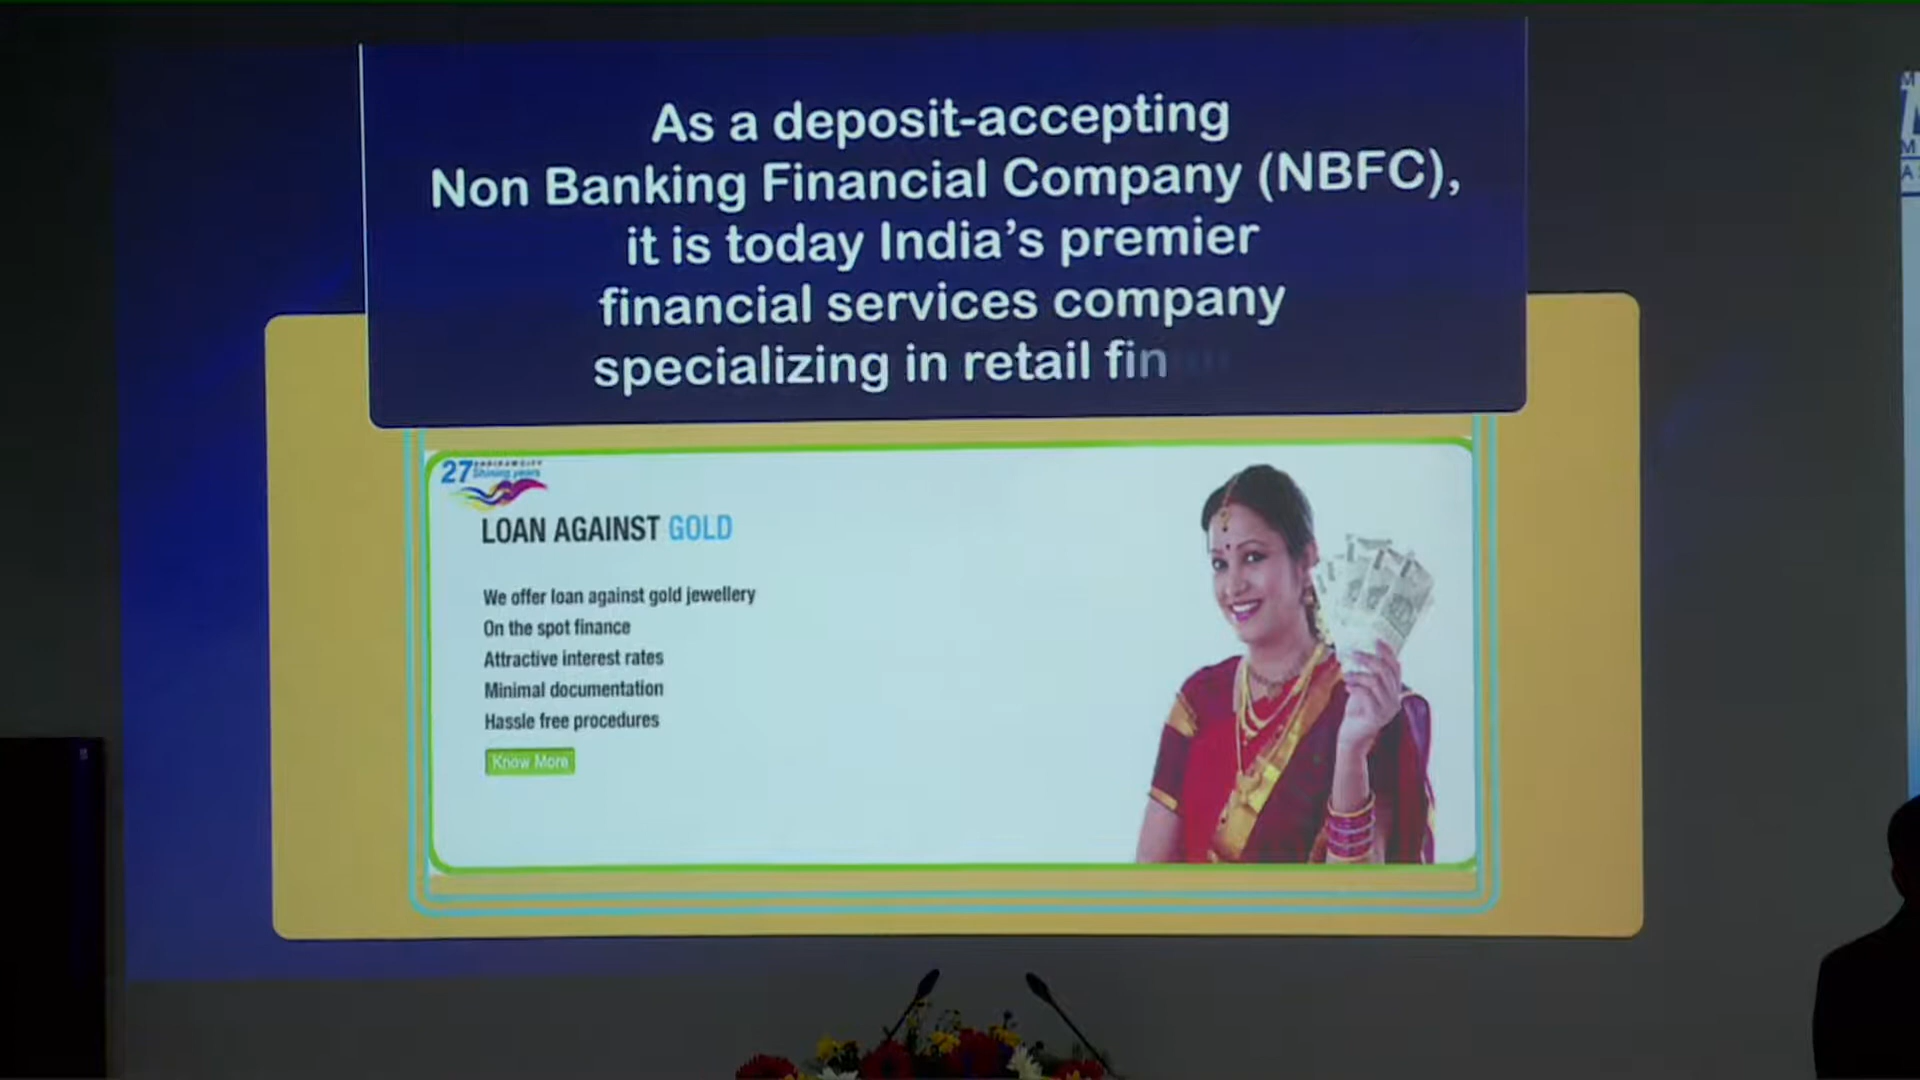 As a deposit-accepting
Non Banking Financial Company (NBFC),
it is today India's premier
financial services company
specializing in retail fin
27
Shining years
LOAN AGAINST GOLD
We offer loan against gold jewellery
On the spot finance
Attractive interest rates
Minimal documentation
Hassle free procedures
Know More